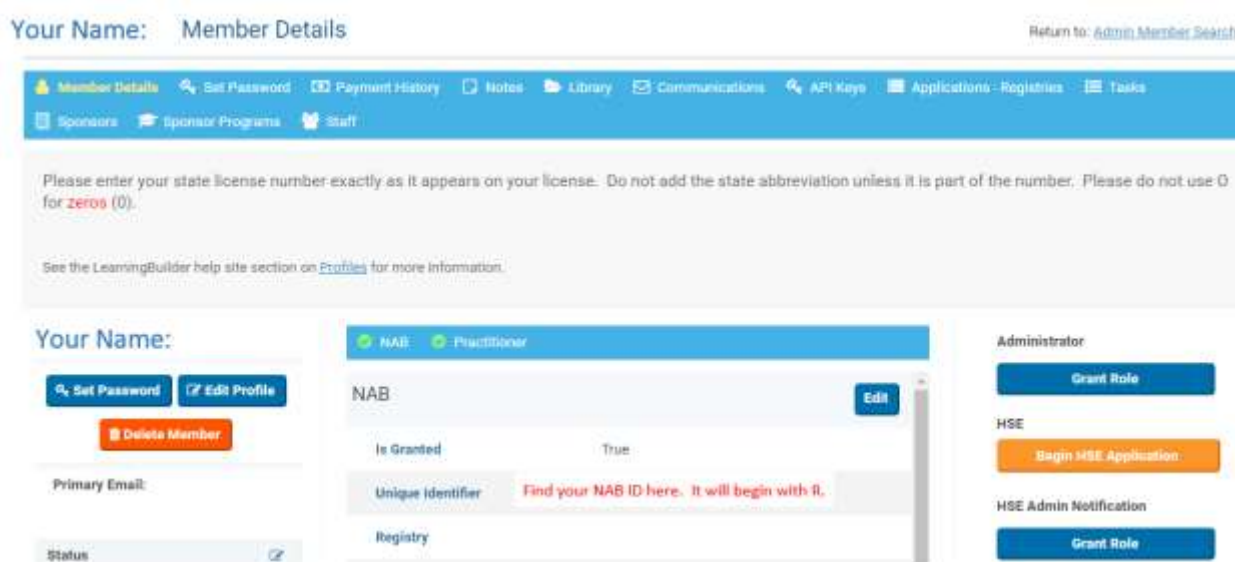 Your Name: Member Details
Return to: Admin Member Search
Member Details Set Password Payment History Notes Library Communications API Keys Applications - Registries Tasks
Sponsors Sponsor Programs Staff
Please enter your state license number exactly as it appears on your license. Do not add the state abbreviation unless it is part of the number. Please do not use O
for zeros (0).
See the LearningBuilder help site section on Profiles for more information.
Your Name:
Set Password Edit Profile
Delete Member
Primary Email:
Status
NAB Practitioner
NAB
Edit
Is Granted True
Unique Identifier Find your NAB ID here. It will begin with R.
Registry
Administrator
Grant Role
HSE
Begin HSE Application
HSE Admin Notification
Grant Role